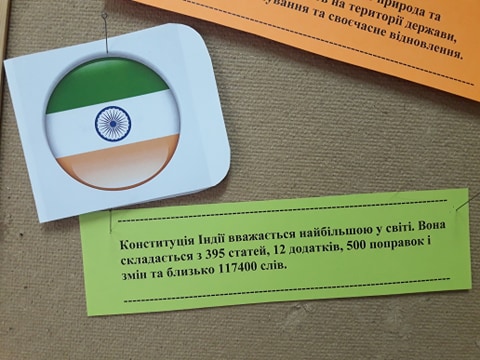 природа та
на території держави,
ування та своєчасне відновлення.
Конституція Індії вважається найбільшою у світі. Вона
складається з 395 статей, 12 додатків, 500 поправок і
змін та близько 117400 слів.